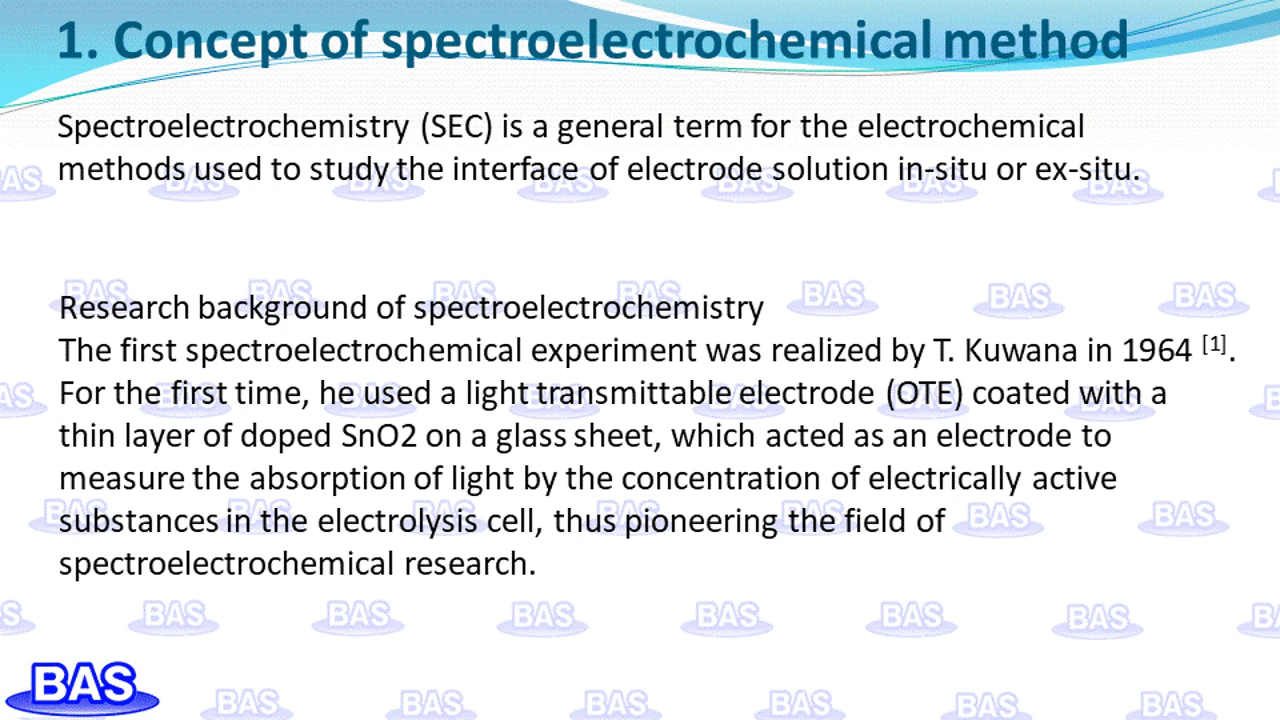 1. Concept of spectroelectrochemical method
Spectroelectrochemistry (SEC) is a general term for the electrochemical
methods used to study the interface of electrode solution in-situ or ex-situ.
Research background of spectroelectrochemistry
The first spectroelectrochemical experiment was realized by T. Kuwana in 1964 [1].
For the first time, he used a light transmittable electrode (OTE) coated with a
thin layer of doped SnO2 on a glass sheet, which acted as an electrode to
measure the absorption of light by the concentration of electrically active
substances in the electrolysis cell, thus pioneering the field of
spectroelectrochemical research.
BAS